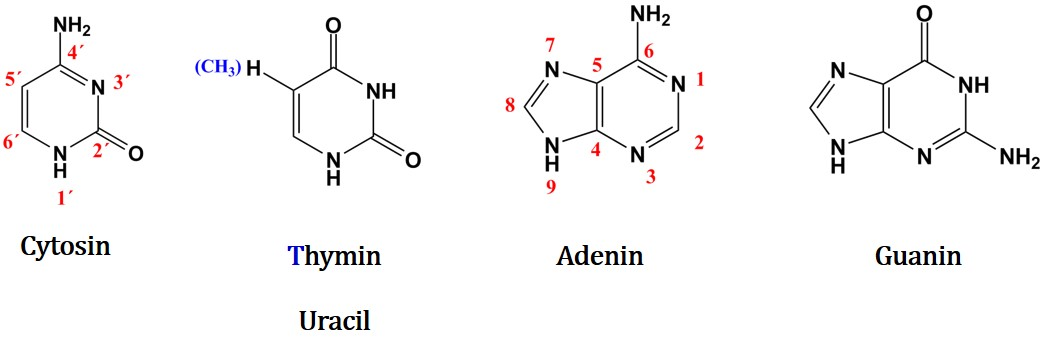 NH2
4´
5´
N
3´
6´
N
H
2´
O
1´
Cytosin
O
(CH3) H
NH
N
H
O
Thymin
Uracil
NH2
7
6
N
5
N
1
8
N
H
4
N
2
9
3
Adenin
O
N
NH
N
H
N
NH2
Guanin